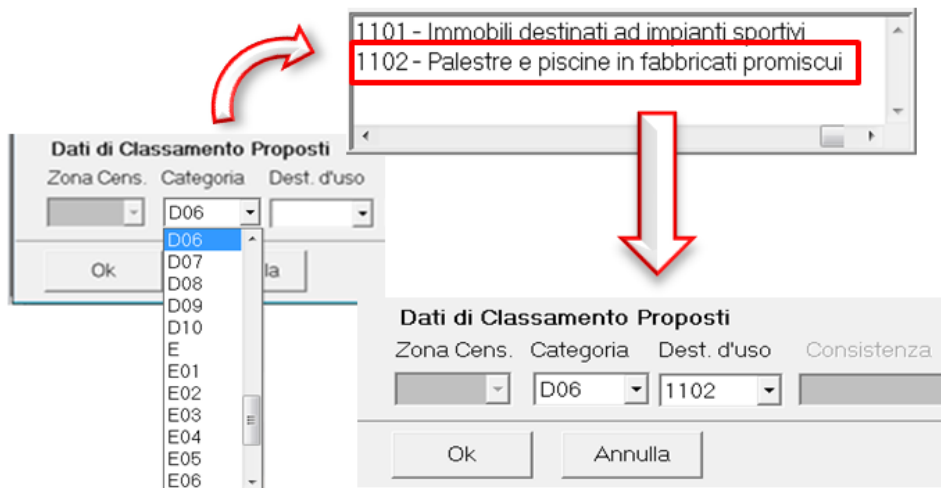 1101 - Immobili destinati ad impianti sportivi
1102 - Palestre e piscine in fabbricati promiscui
Dati di Classamento Proposti
Zona Cens. Categoria Dest. d'uso
D06
D06
D07
D08
D09
D10
E
E01
E02
E03
E04
E05
E06
Ok la
Dati di Classamento Proposti
Zona Cens. Categoria Dest. d'uso Consistenza
D06 1102
Ok Annulla